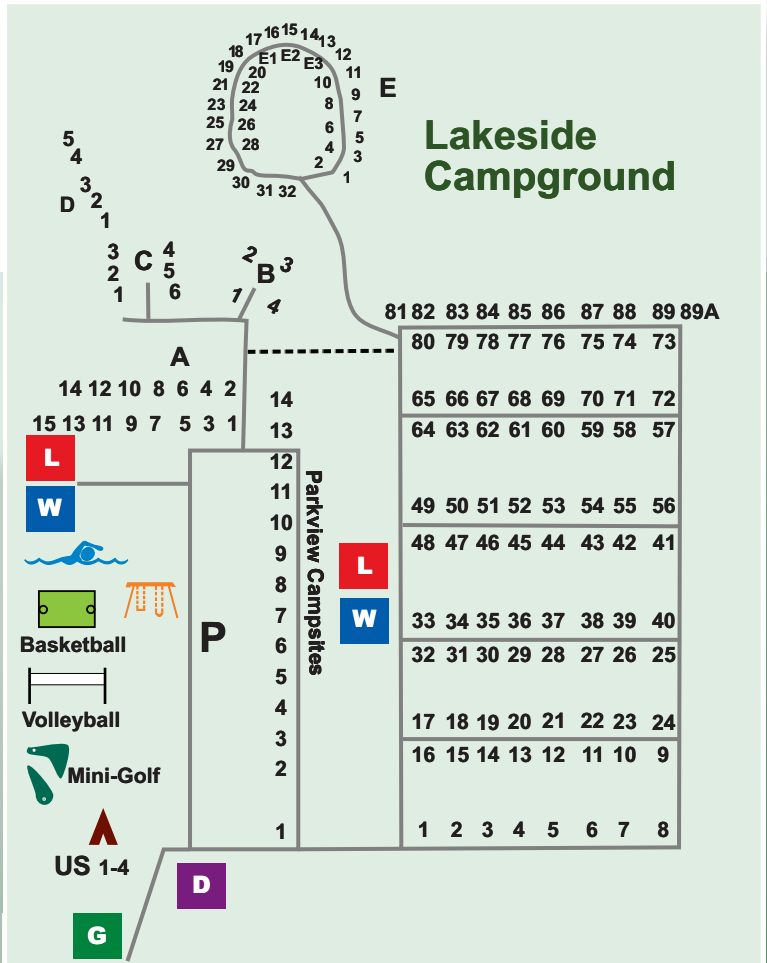 17 16 15 14 13
18 12
E1 E2 E3
19 20 10 11
21 22 9
E
23 24 8 7
25 26 6 5
27 28 4 3
29 2
30 31 32 1
Lakeside
Campground
5
4
3
D 2
1
3 C 4
2 5
1 6
2 B 3
1 4
81 82 83 84 85 86 87 88 89 89A
80 79 78 77 76 75 74 73
A
14 12 10 8 6 4 2
15 13 11 9 7 5 3 1
65 66 67 68 69 70 71 72
64 63 62 61 60 59 58 57
49 50 51 52 53 54 55 56
48 47 46 45 44 43 42 41
33 34 35 36 37 38 39 40
32 31 30 29 28 27 26 25
17 18 19 20 21 22 23 24
16 15 14 13 12 11 10 9
1 2 3 4 5 6 7 8
14
13
12
11
10
9
8
7
6
5
4
3
2
1
Parkview Campsites
P
L
W
L
W
Basketball
Volleyball
Mini-Golf
US 1-4
D
G